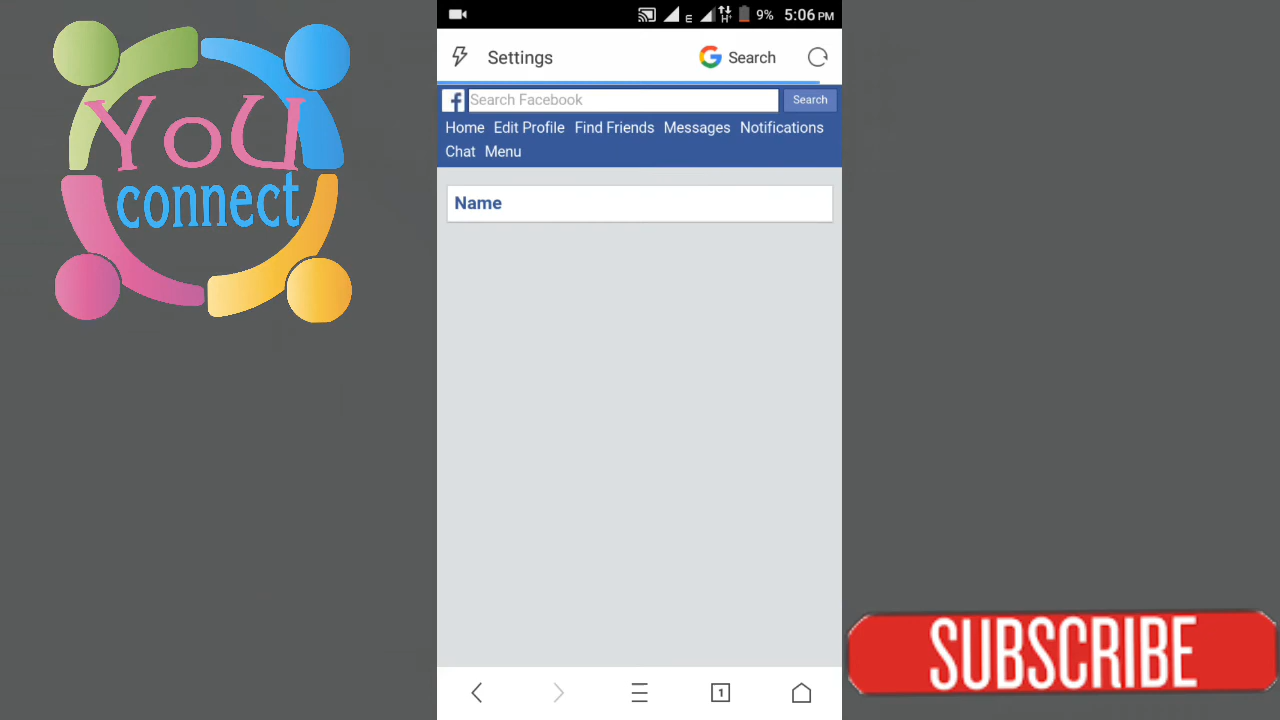 YoU
connect
E H+ 9% 5:06 PM
Settings
Search
Search Facebook
Search
Home Edit Profile Find Friends Messages Notifications
Chat Menu
Name
1
SUBSCRIBE